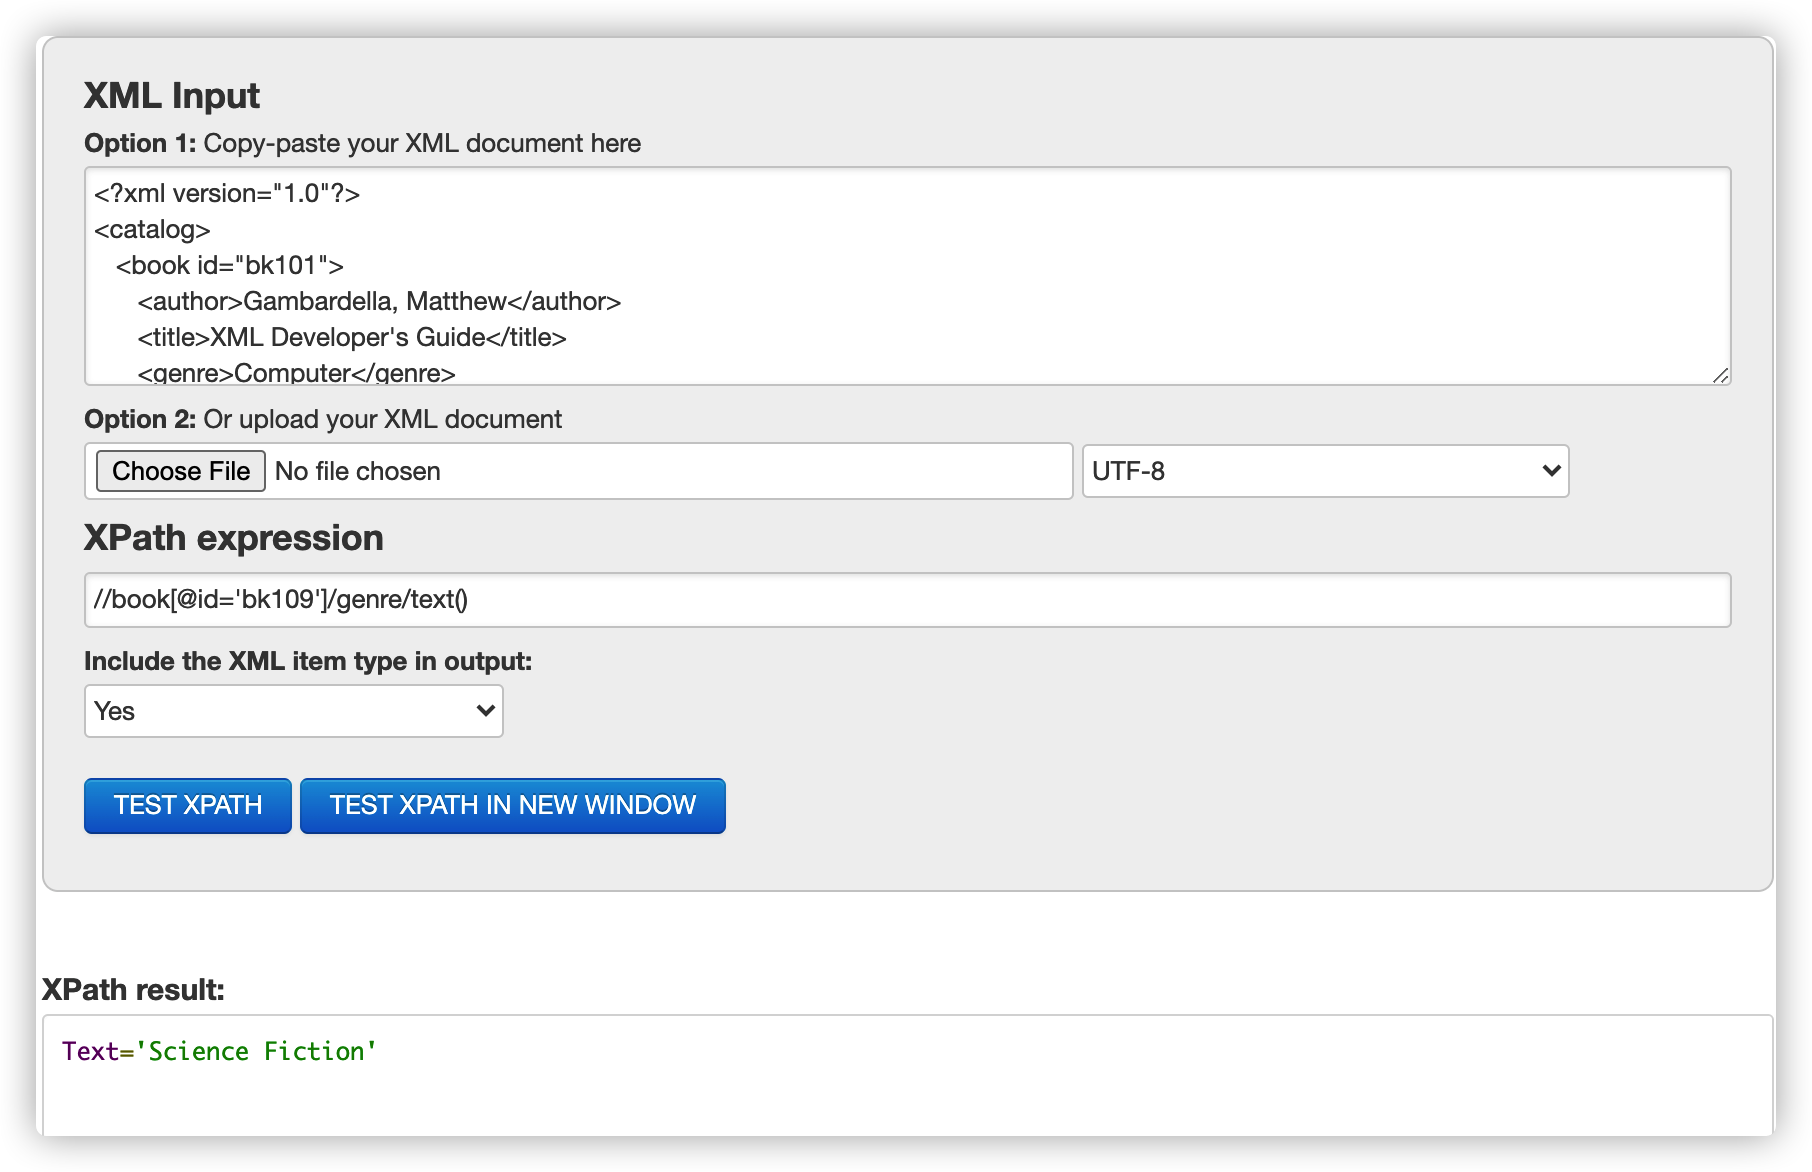 XML Input
Option 1: Copy-paste your XML document here
<?xml version="1.0"?>
<catalog>
<book id="bk101">
<author>Gambardella, Matthew</author>
<title>XML Developer's Guide</title>
<genre>Computer</genre>
Option 2: Or upload your XML document
Choose File No file chosen UTF-8
XPath expression
//book[@id='bk109']/genre/text()
Include the XML item type in output:
Yes
TEST XPATH TEST XPATH IN NEW WINDOW
XPath result:
Text='Science Fiction'